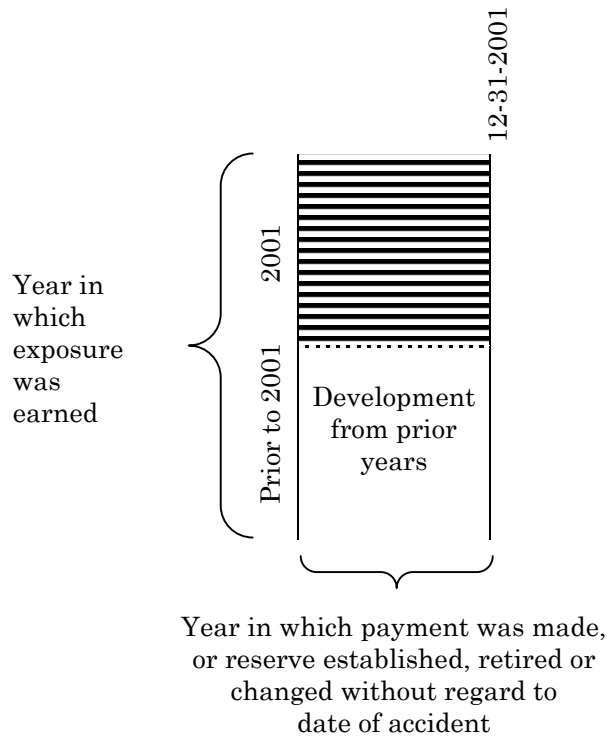 12-31-2001
2001
Year in
which
exposure
was
earned
Prior to 2001
Development
from prior
years
Year in which payment was made,
or reserve established, retired or
changed without regard to
date of accident